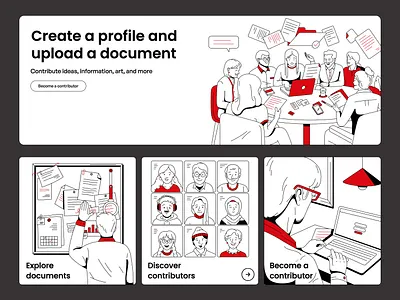 Create a profile and
upload a document
Contribute ideas, information, art, and more
Become a contributor
Explore
documents
Discover
contributors
Become a
contributor